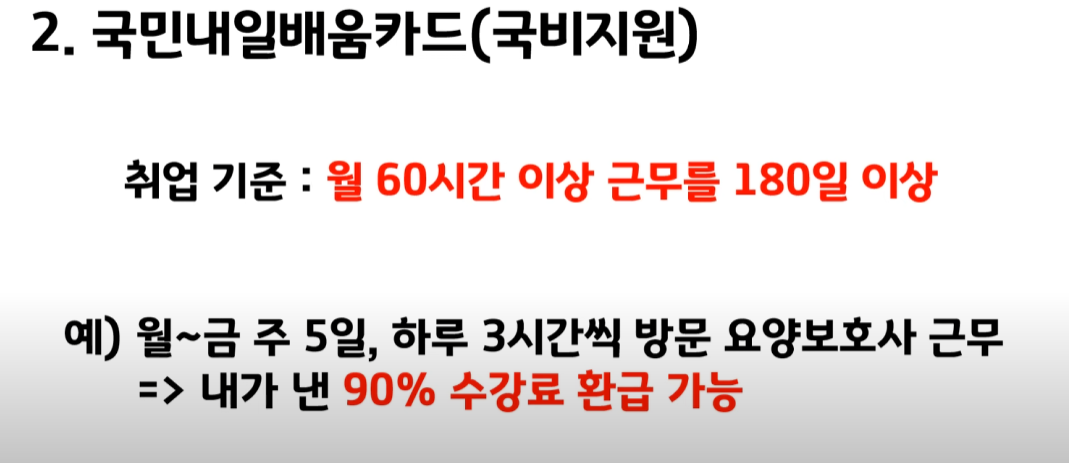 2. 국민내일배움카드(국비지원)
취업 기준 : 월 60시간 이상 근무를 180일 이상
예) 월~금 주 5일, 하루 3시간씩 방문 요양보호사 근무
=> 내가 낸 90% 수강료 환급 가능